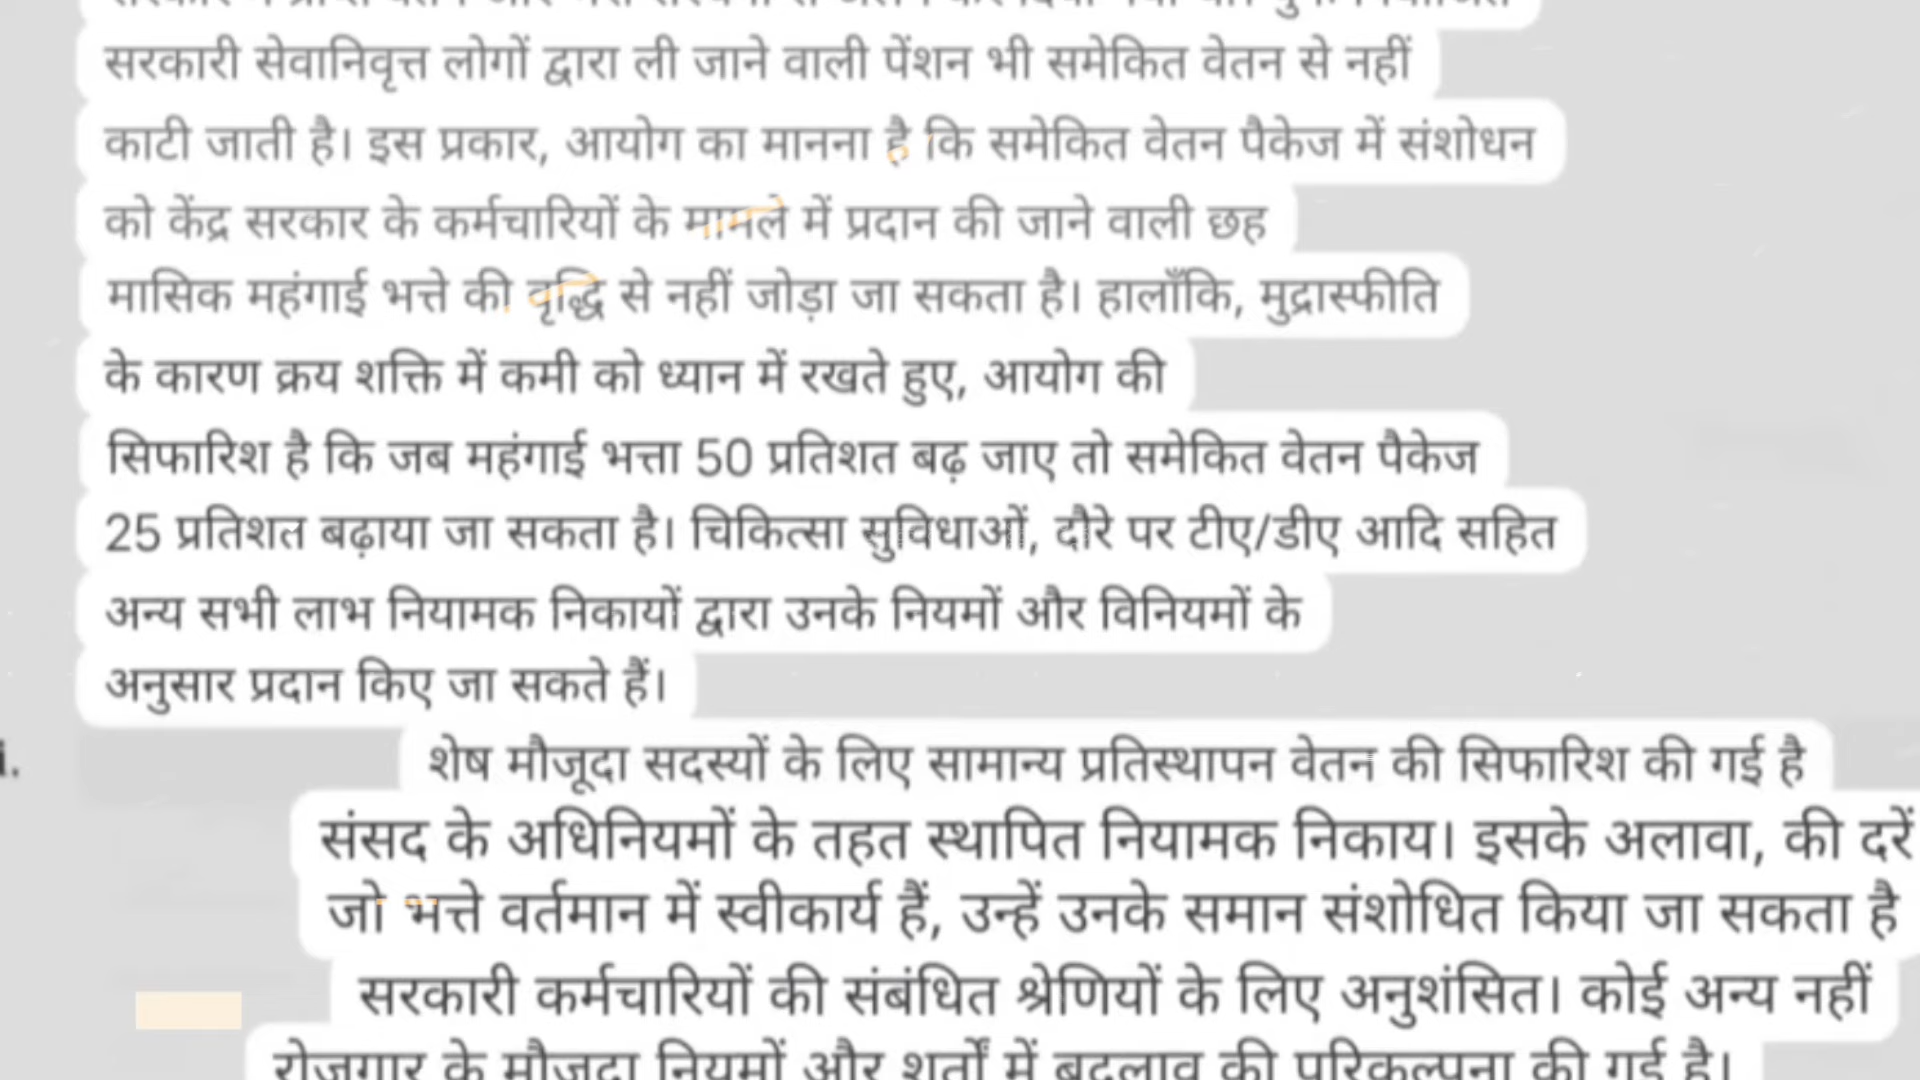 सरकारी सेवानिवृत्त लोगों द्वारा ली जाने वाली पेंशन भी समेकित वेतन से नहीं
काटी जाती है। इस प्रकार, आयोग का मानना है कि समेकित वेतन पैकेज में संशोधन
को केंद्र सरकार के कर्मचारियों के मामले में प्रदान की जाने वाली छह
मासिक महंगाई भत्ते की वृद्धि से नहीं जोड़ा जा सकता है। हालाँकि, मुद्रास्फीति
के कारण क्रय शक्ति में कमी को ध्यान में रखते हुए, आयोग की
सिफारिश है कि जब महंगाई भत्ता 50 प्रतिशत बढ़ जाए तो समेकित वेतन पैकेज
25 प्रतिशत बढ़ाया जा सकता है। चिकित्सा सुविधाओं, दौरे पर टीए/डीए आदि सहित
अन्य सभी लाभ नियामक निकायों द्वारा उनके नियमों और विनियमों के
अनुसार प्रदान किए जा सकते हैं।
i. शेष मौजूदा सदस्यों के लिए सामान्य प्रतिस्थापन वेतन की सिफारिश की गई है
संसद के अधिनियमों के तहत स्थापित नियामक निकाय। इसके अलावा, की दरें
जो भत्ते वर्तमान में स्वीकार्य हैं, उन्हें उनके समान संशोधित किया जा सकता है
सरकारी कर्मचारियों की संबंधित श्रेणियों के लिए अनुशंसित। कोई अन्य नहीं
रोजगार के मौजूदा नियमों और शर्तों में बदलाव की परिकल्पना की गई है।